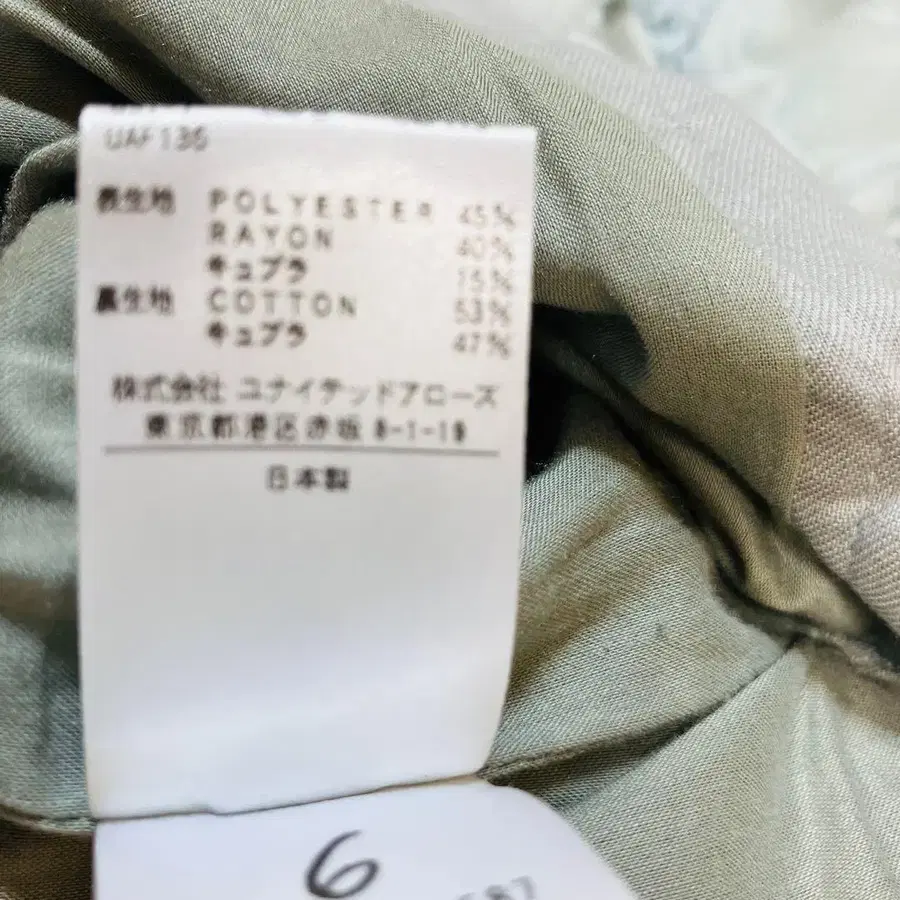 UAF136
表生地 POLYESTER 45%
RAYON 40%
キュプラ 15%
裏生地 COTTON 53%
キュプラ 47%
株式会社 ユナイテッドアローズ
東京都港区赤坂 8-1-19
日本製
6